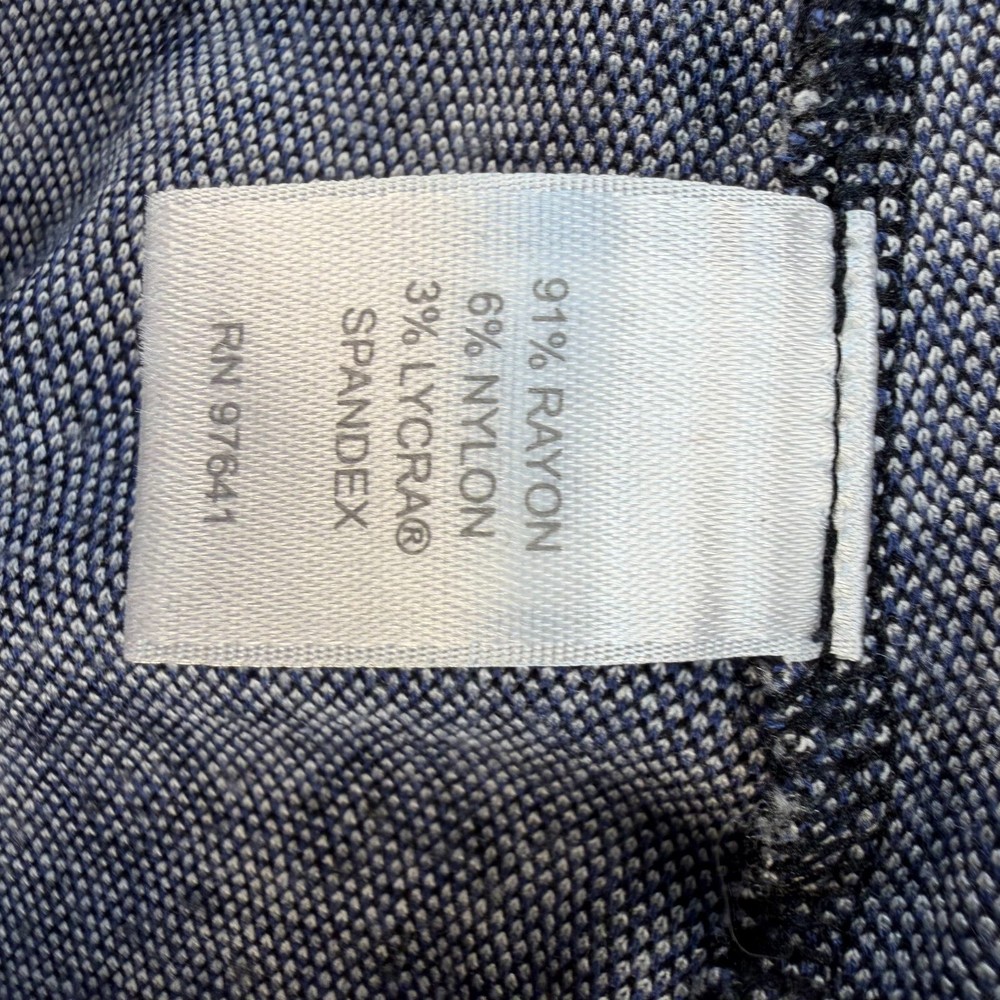 91% RAYON
6% NYLON
3% LYCRA®
SPANDEX
RN 97641